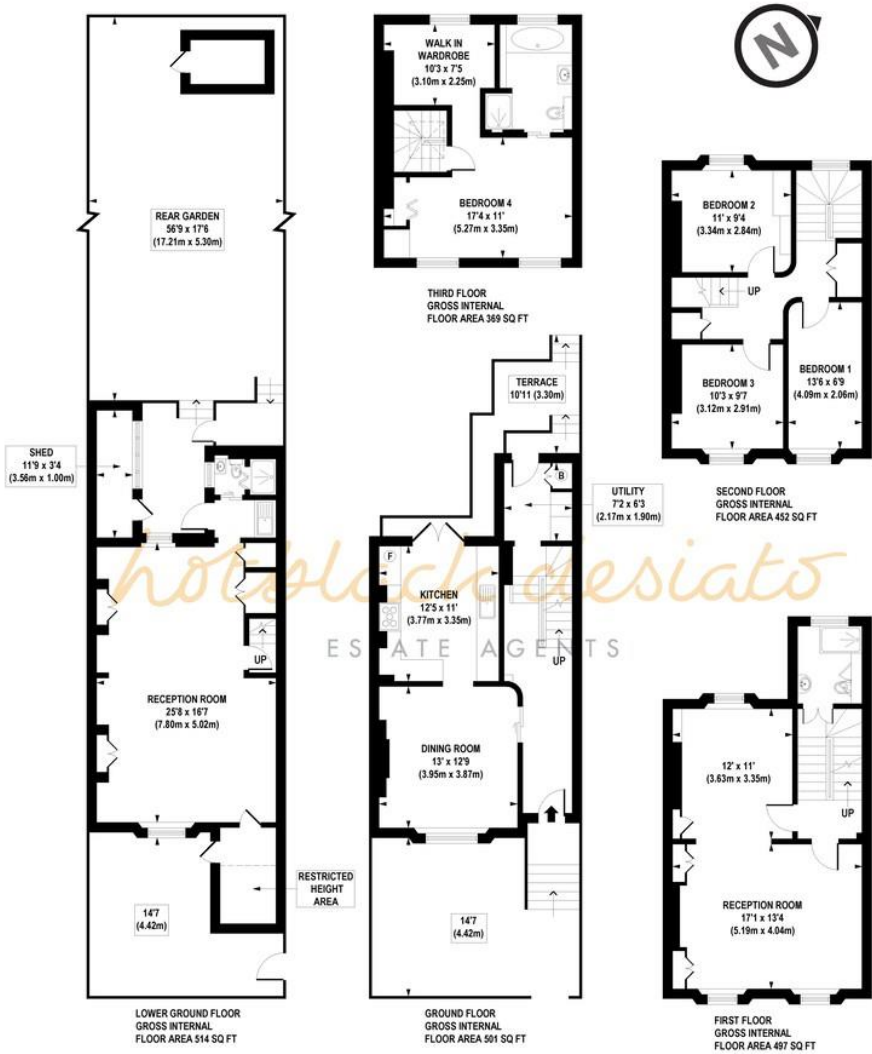 N
REAR GARDEN
56'9 x 17'6
(17.21m x 5.30m)
SHED
11'9 x 3'4
(3.56m x 1.00m)
UP
RECEPTION ROOM
25'8 x 16'7
(7.80m x 5.02m)
RESTRICTED
HEIGHT
AREA
14'7
(4.42m)
LOWER GROUND FLOOR
GROSS INTERNAL
FLOOR AREA 514 SQ FT
WALK IN
WARDROBE
10'3 x 7'5
(3.10m x 2.25m)
BEDROOM 4
17'4 x 11'
(5.27m x 3.35m)
THIRD FLOOR
GROSS INTERNAL
FLOOR AREA 369 SQ FT
TERRACE
10'11 (3.30m)
B
UTILITY
7'2 x 6'3
(2.17m x 1.90m)
F
KITCHEN
12'5 x 11'
(3.77m x 3.35m)
UP
DINING ROOM
13' x 12'9
(3.95m x 3.87m)
14'7
(4.42m)
GROUND FLOOR
GROSS INTERNAL
FLOOR AREA 501 SQ FT
BEDROOM 2
11' x 9'4
(3.34m x 2.84m)
UP
BEDROOM 1
13'6 x 6'9
(4.09m x 2.06m)
BEDROOM 3
10'3 x 9'7
(3.12m x 2.91m)
SECOND FLOOR
GROSS INTERNAL
FLOOR AREA 452 SQ FT
12' x 11'
(3.63m x 3.35m)
UP
RECEPTION ROOM
17'1 x 13'4
(5.19m x 4.04m)
FIRST FLOOR
GROSS INTERNAL
FLOOR AREA 497 SQ FT
hotblack desiato
ESTATE AGENTS